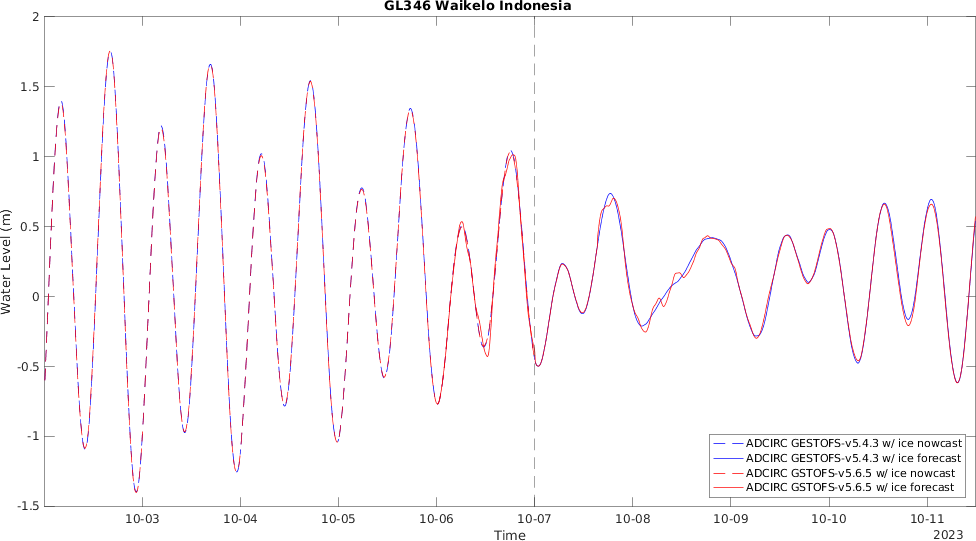 GL346 Waikelo Indonesia
2
1.5
1
0.5
0
-0.5
-1
-1.5
Water Level (m)
ADCIRC GESTOFS-v5.4.3 w/ ice nowcast
ADCIRC GESTOFS-v5.4.3 w/ ice forecast
ADCIRC GSTOFS-v5.6.5 w/ ice nowcast
ADCIRC GSTOFS-v5.6.5 w/ ice forecast
10-03 10-04 10-05 10-06 10-07 10-08 10-09 10-10 10-11
Time
2023